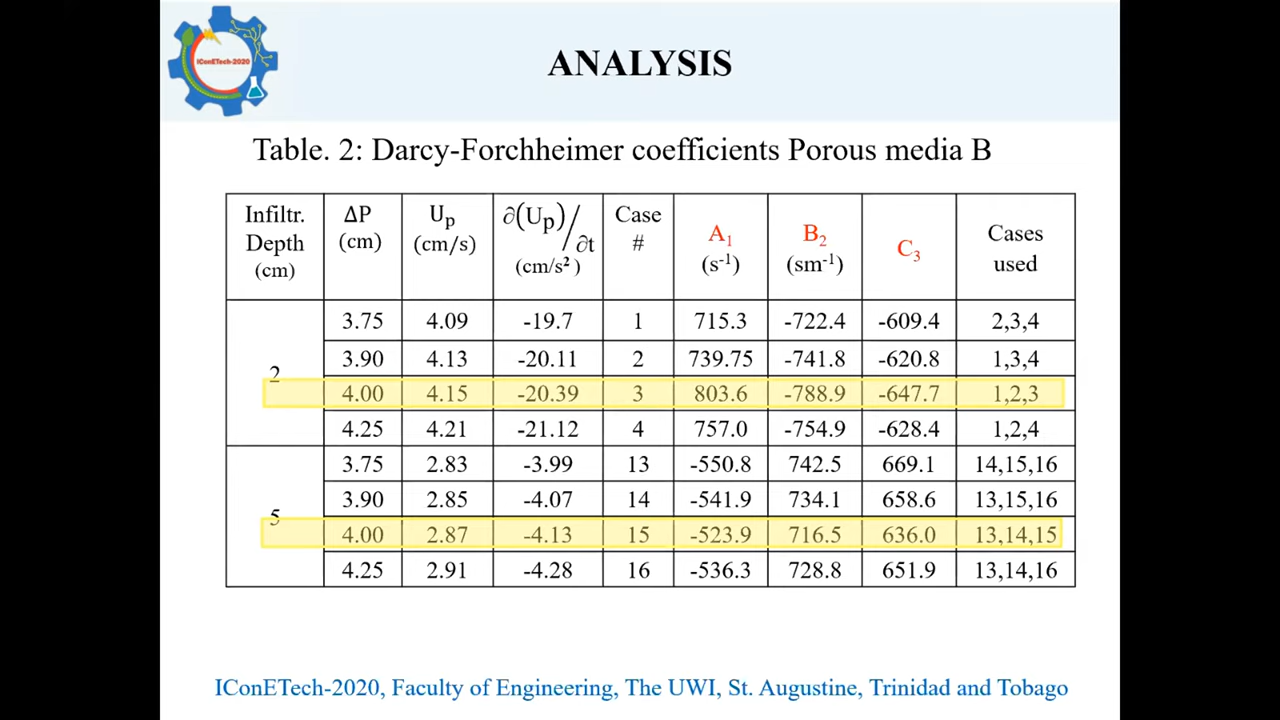 IConETech-2020
ANALYSIS
Table. 2: Darcy-Forchheimer coefficients Porous media B
Infiltr. Depth (cm) ΔP (cm) Up (cm/s) ∂(Up)/∂t (cm/s²) Case # A₁ (s⁻¹) B₂ (sm⁻¹) C₃ Cases used
2
3.75 4.09 -19.7 1 715.3 -722.4 -609.4 2,3,4
3.90 4.13 -20.11 2 739.75 -741.8 -620.8 1,3,4
4.00 4.15 -20.39 3 803.6 -788.9 -647.7 1,2,3
4.25 4.21 -21.12 4 757.0 -754.9 -628.4 1,2,4
5
3.75 2.83 -3.99 13 -550.8 742.5 669.1 14,15,16
3.90 2.85 -4.07 14 -541.9 734.1 658.6 13,15,16
4.00 2.87 -4.13 15 -523.9 716.5 636.0 13,14,15
4.25 2.91 -4.28 16 -536.3 728.8 651.9 13,14,16
IConETech-2020, Faculty of Engineering, The UWI, St. Augustine, Trinidad and Tobago